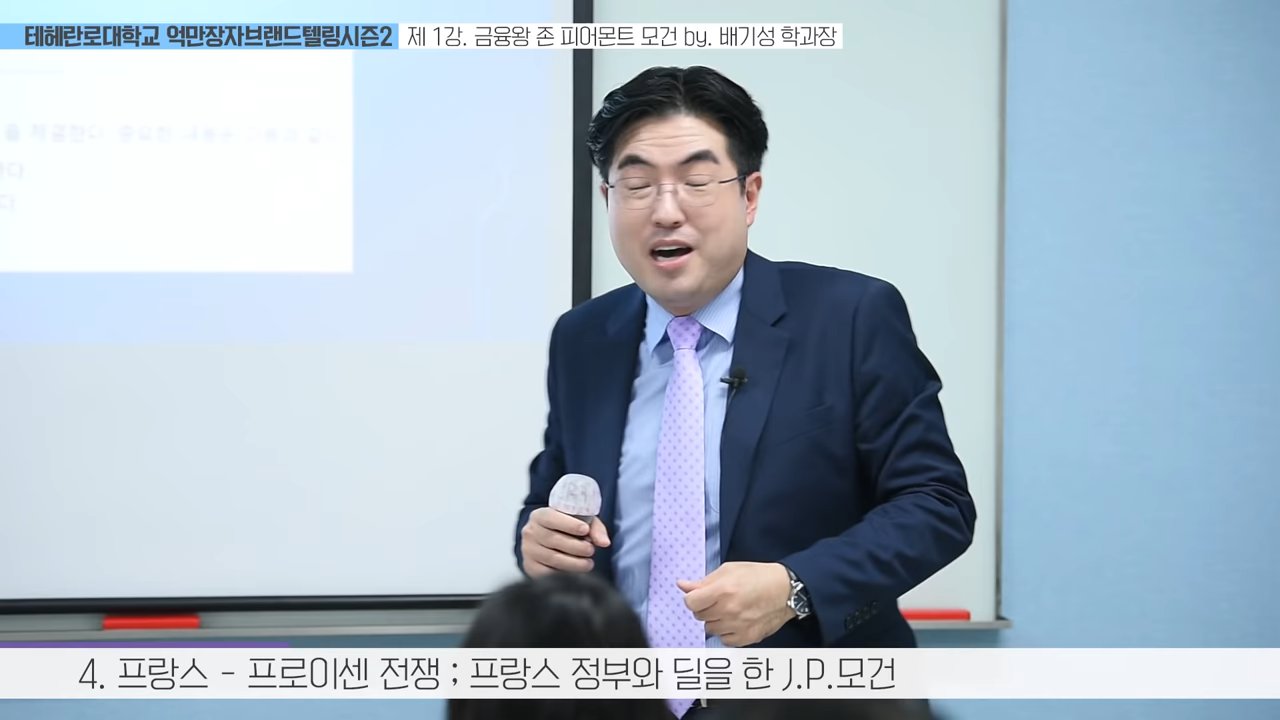 테헤란로대학교 억만장자브랜드텔링시즌2 제 1강. 금융왕 존 피어몬트 모건 by. 배기성 학과장
4. 프랑스 - 프로이센 전쟁 ; 프랑스 정부와 딜을 한 J.P.모건